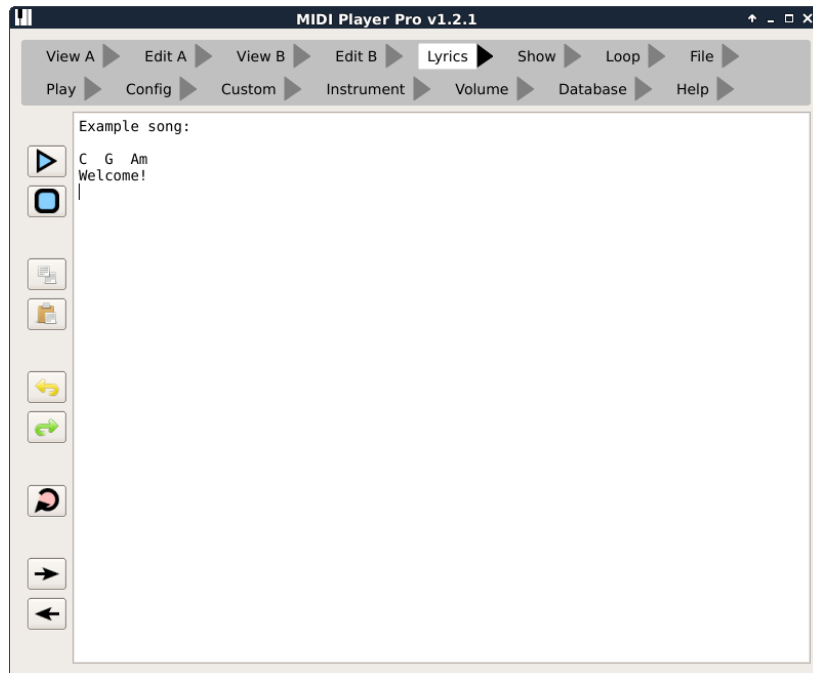 MIDI Player Pro v1.2.1
View A Edit A View B Edit B Lyrics Show Loop File
Play Config Custom Instrument Volume Database Help
Example song:
C  G  Am
Welcome!